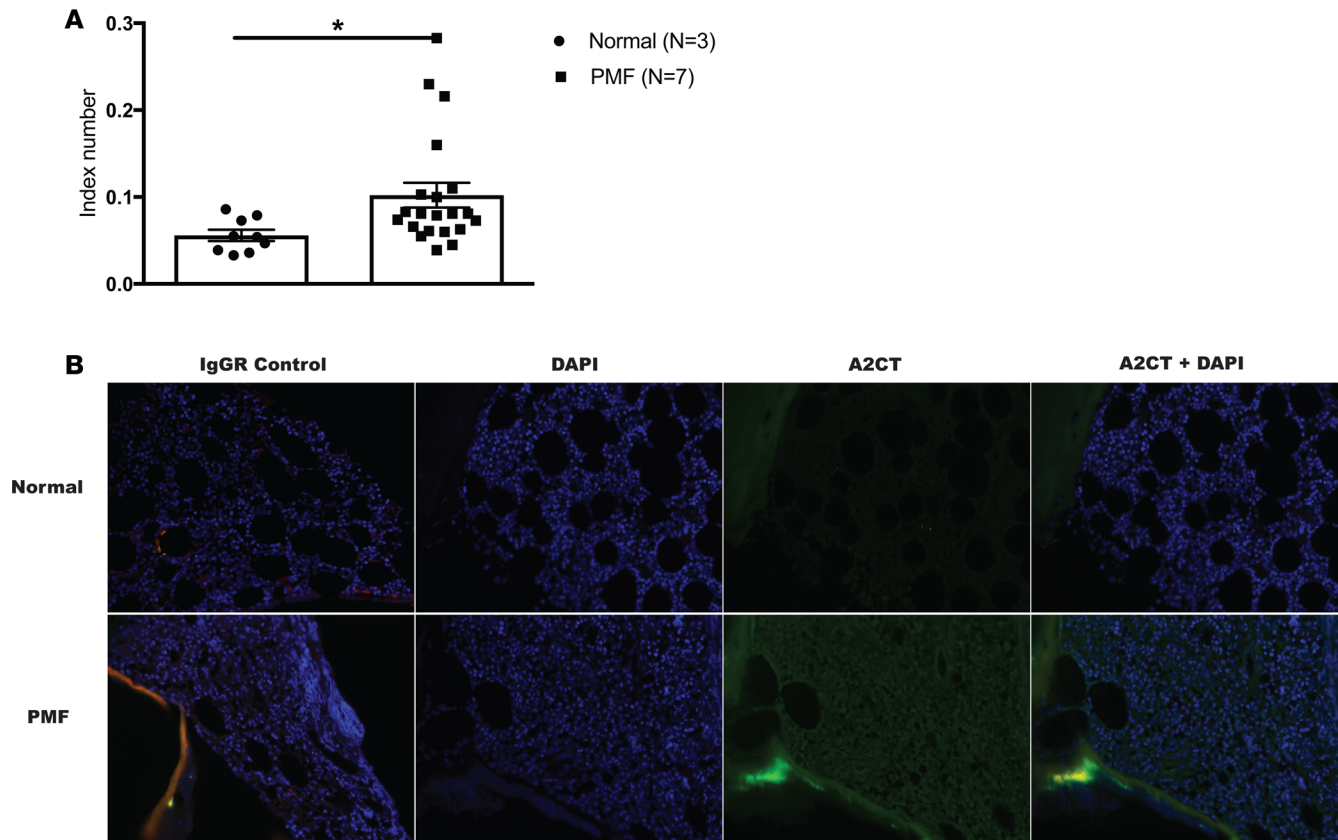 A
0.3
0.2
0.1
0.0
Index number
*
Normal (N=3)
PMF (N=7)
B
IgGR Control DAPI A2CT A2CT + DAPI
Normal
PMF